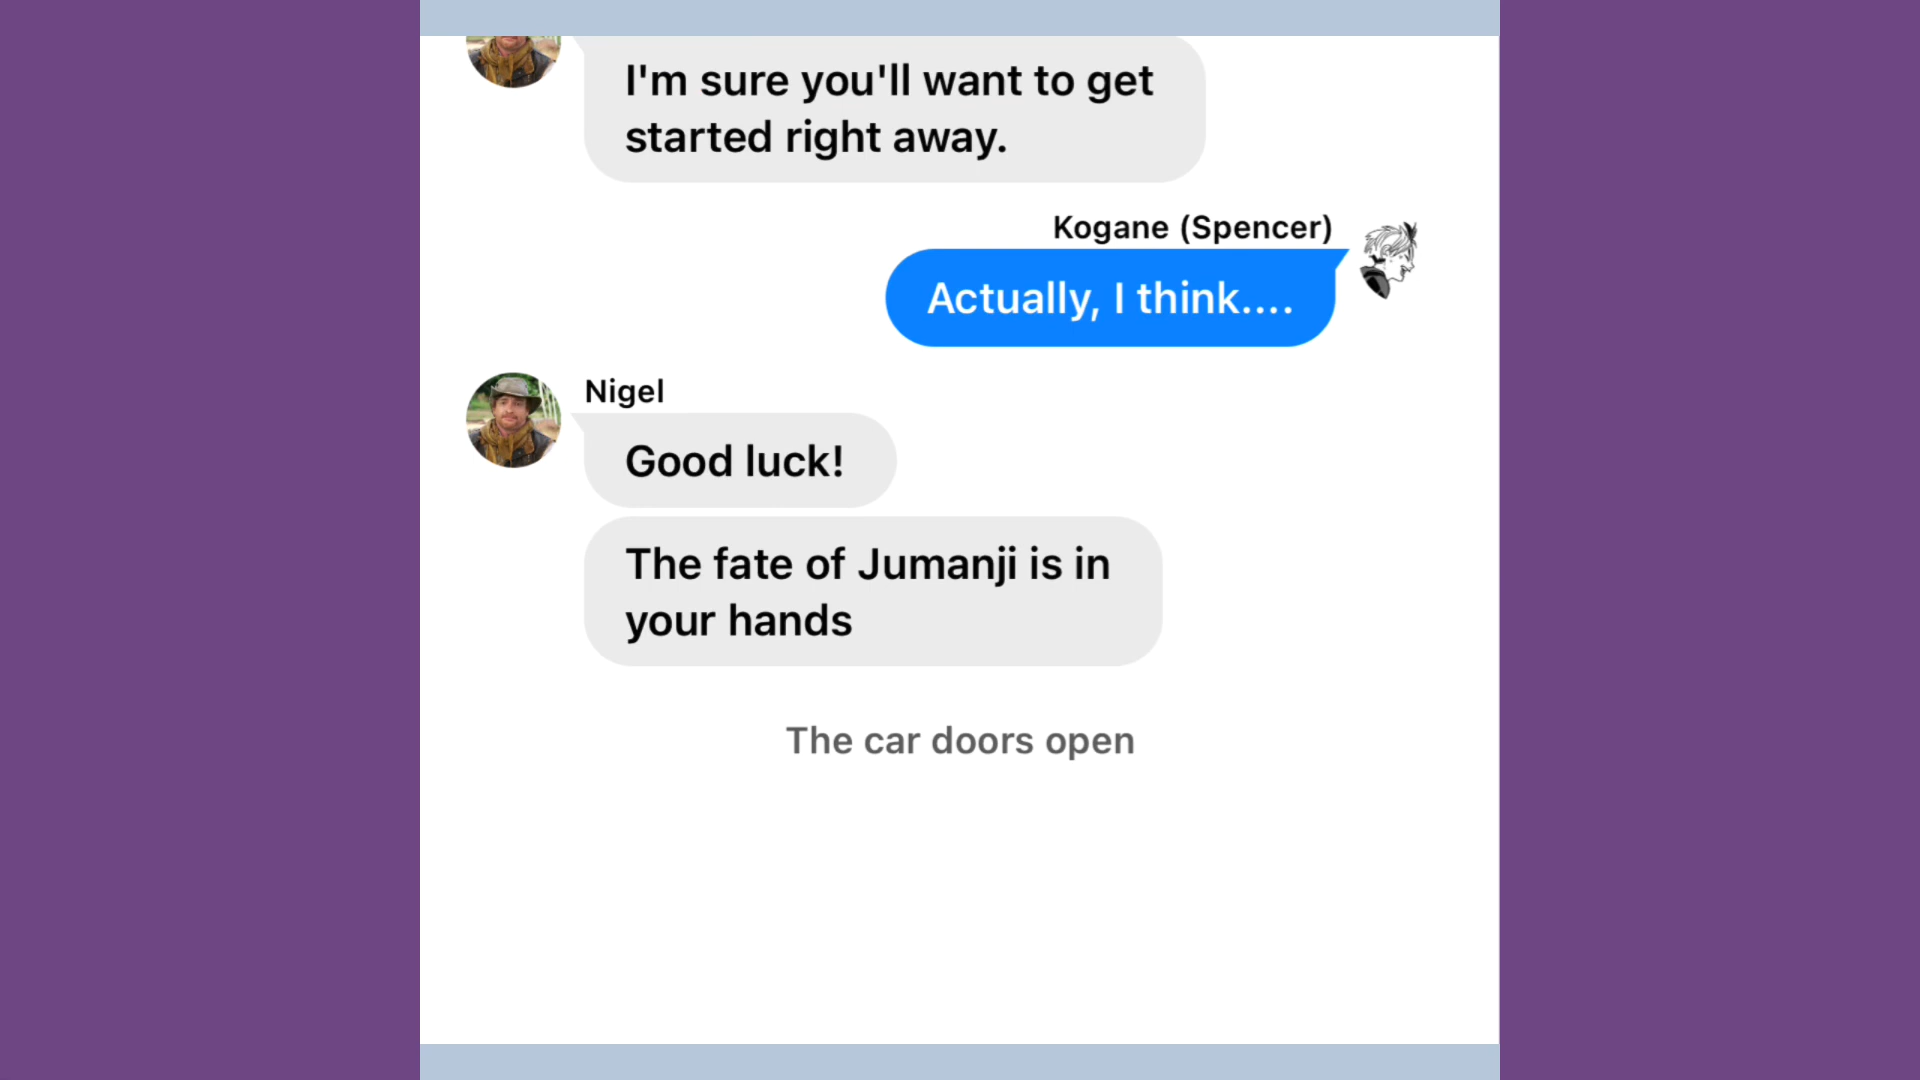 I'm sure you'll want to get
started right away.
Kogane (Spencer)
Actually, I think....
Nigel
Good luck!
The fate of Jumanji is in
your hands
The car doors open